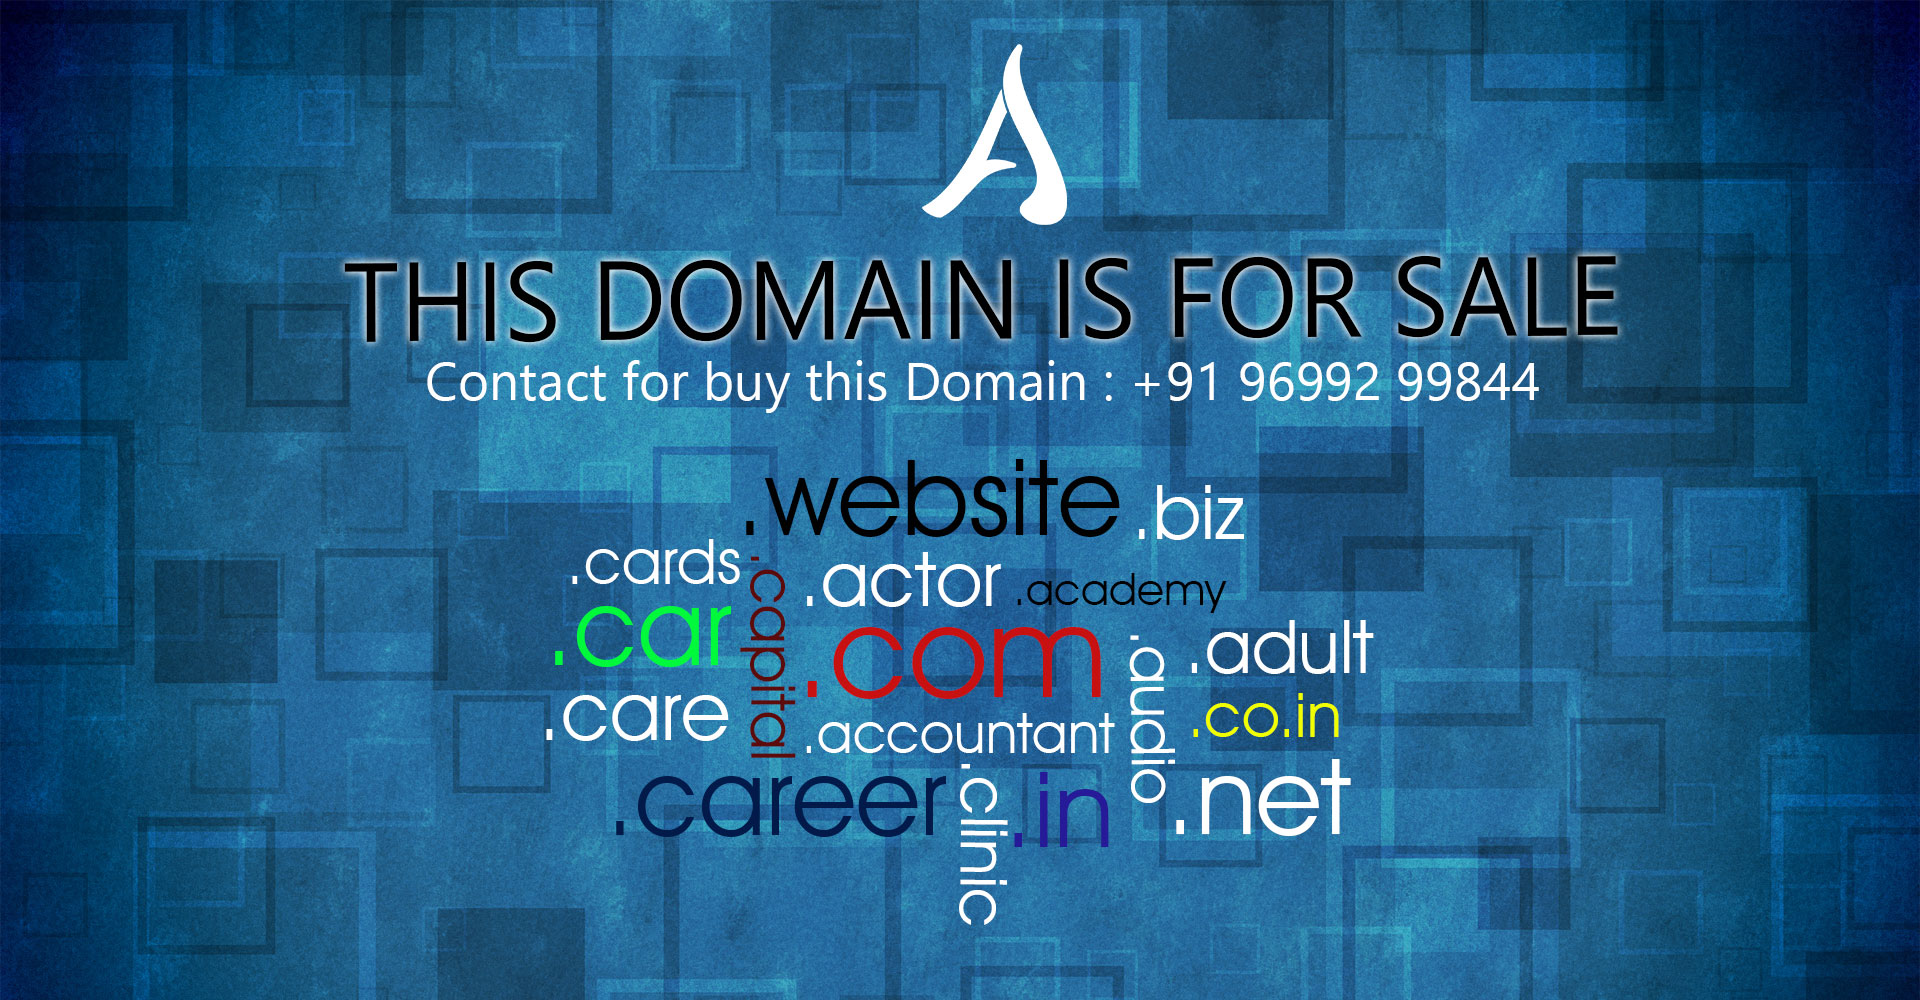 THIS DOMAIN IS FOR SALE
Contact for buy this Domain : +91 96992 99844
.website
.biz
.cards
.capital
.actor
.academy
.car
.com
.audio
.adult
.care
.accountant
.co.in
.career
.clinic
.in
.net